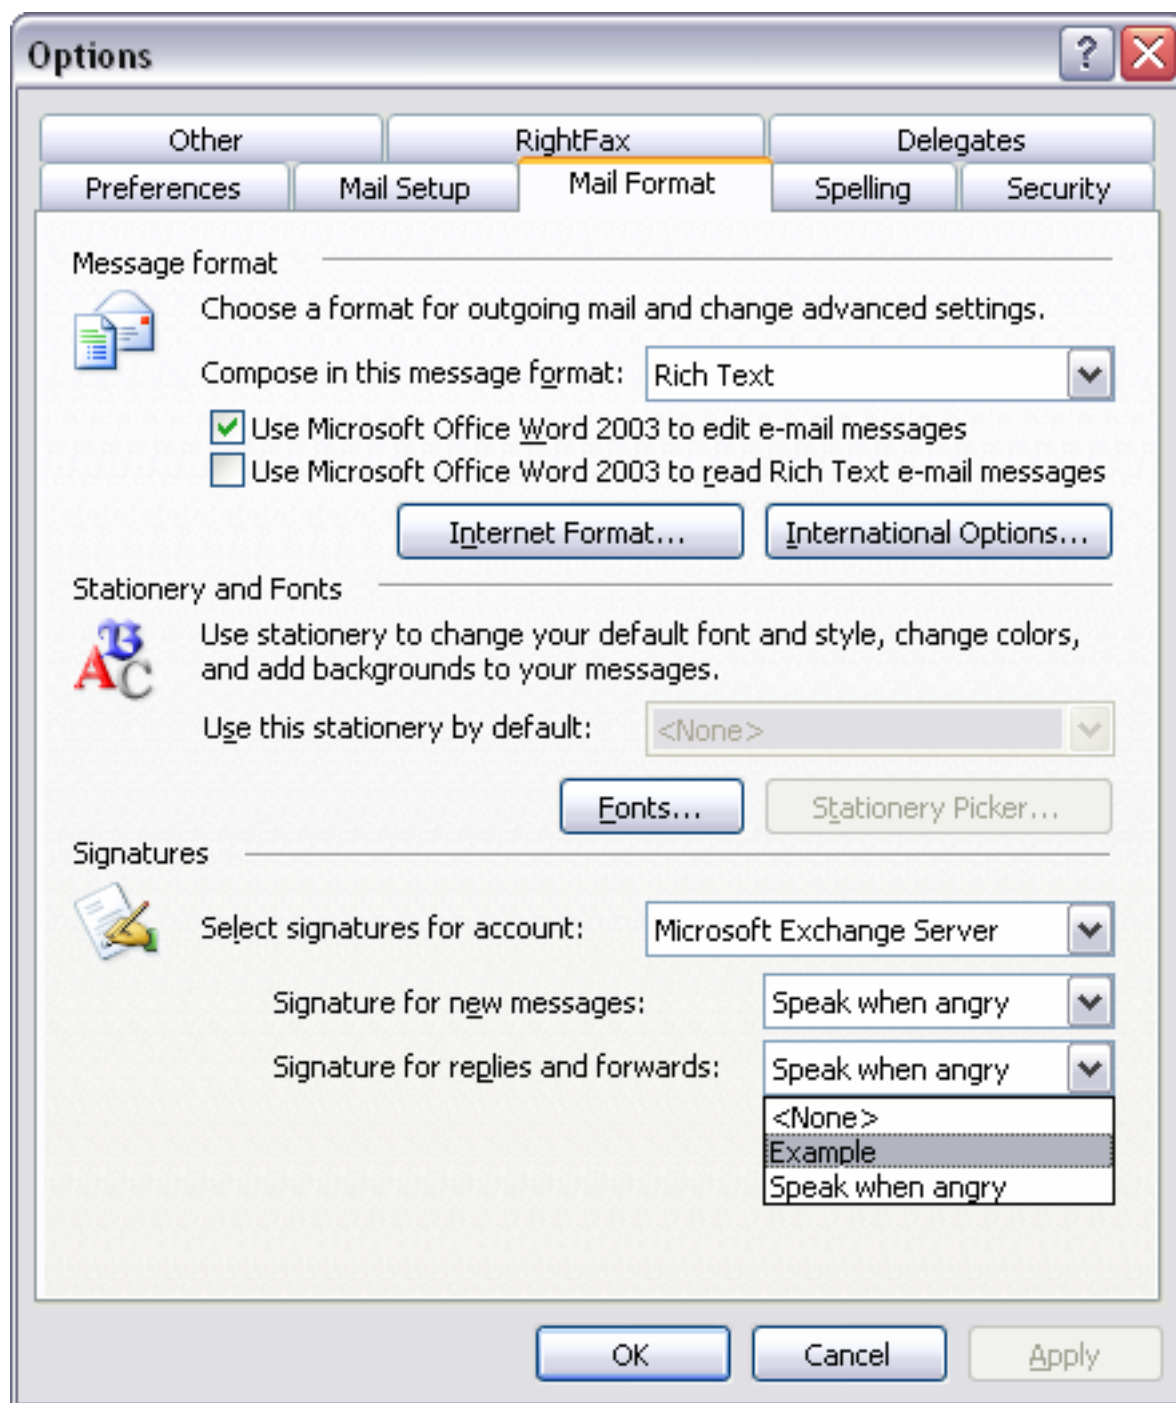 Options
Other RightFax Delegates
Preferences Mail Setup Mail Format Spelling Security
Message format
Choose a format for outgoing mail and change advanced settings.
Compose in this message format: Rich Text
Use Microsoft Office Word 2003 to edit e-mail messages
Use Microsoft Office Word 2003 to read Rich Text e-mail messages
Internet Format... International Options...
Stationery and Fonts
Use stationery to change your default font and style, change colors,
and add backgrounds to your messages.
Use this stationery by default: <None>
Fonts... Stationery Picker...
Signatures
Select signatures for account: Microsoft Exchange Server
Signature for new messages: Speak when angry
Signature for replies and forwards: Speak when angry
<None>
Example
Speak when angry
OK Cancel Apply